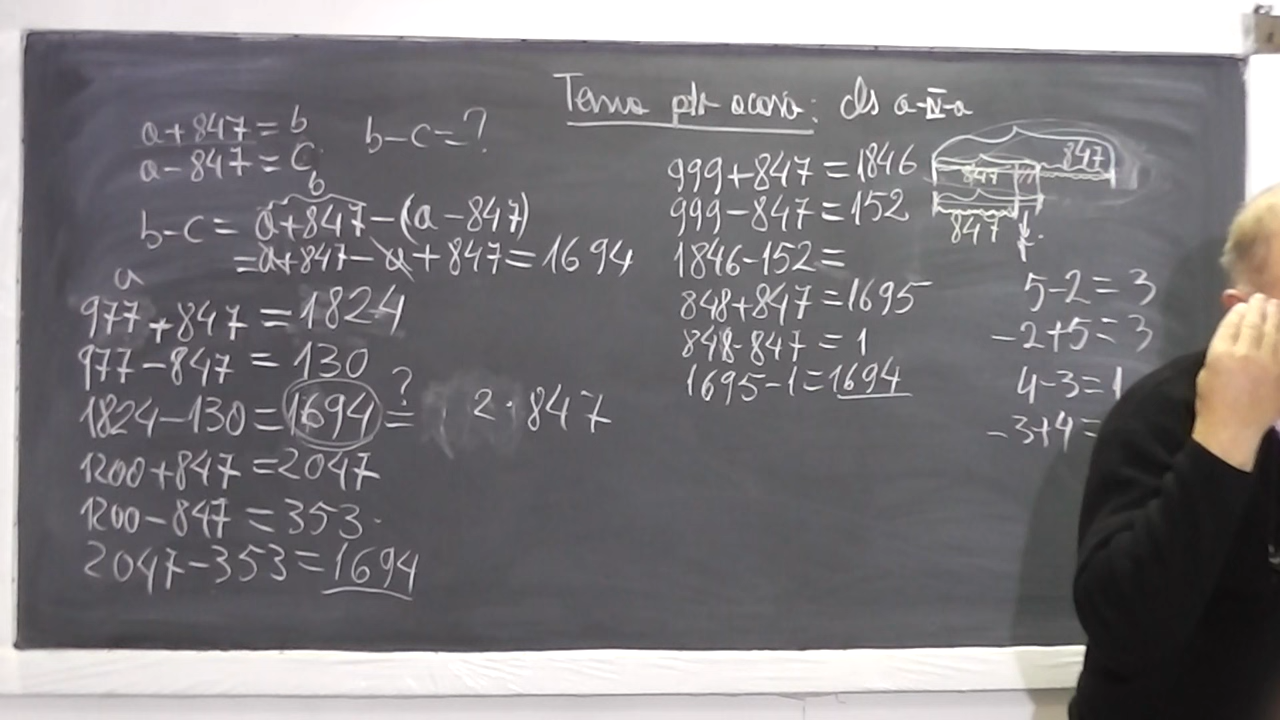 Tema ptr acasă: cls a-IV-a
a+847=b
a-847=c
b-c=?
b
b-c= a+847-(a-847)
=a+847-a+847=1694
a
977+847=1824
977-847=130
1824-130=1694=? 2·847
1200+847=2047
1200-847=353
2047-353=1694
999+847=1846
999-847=152
1846-152=
848+847=1695
848-847=1
1695-1=1694
847
847
847
5-2=3
-2+5=3
4-3=1
-3+4=